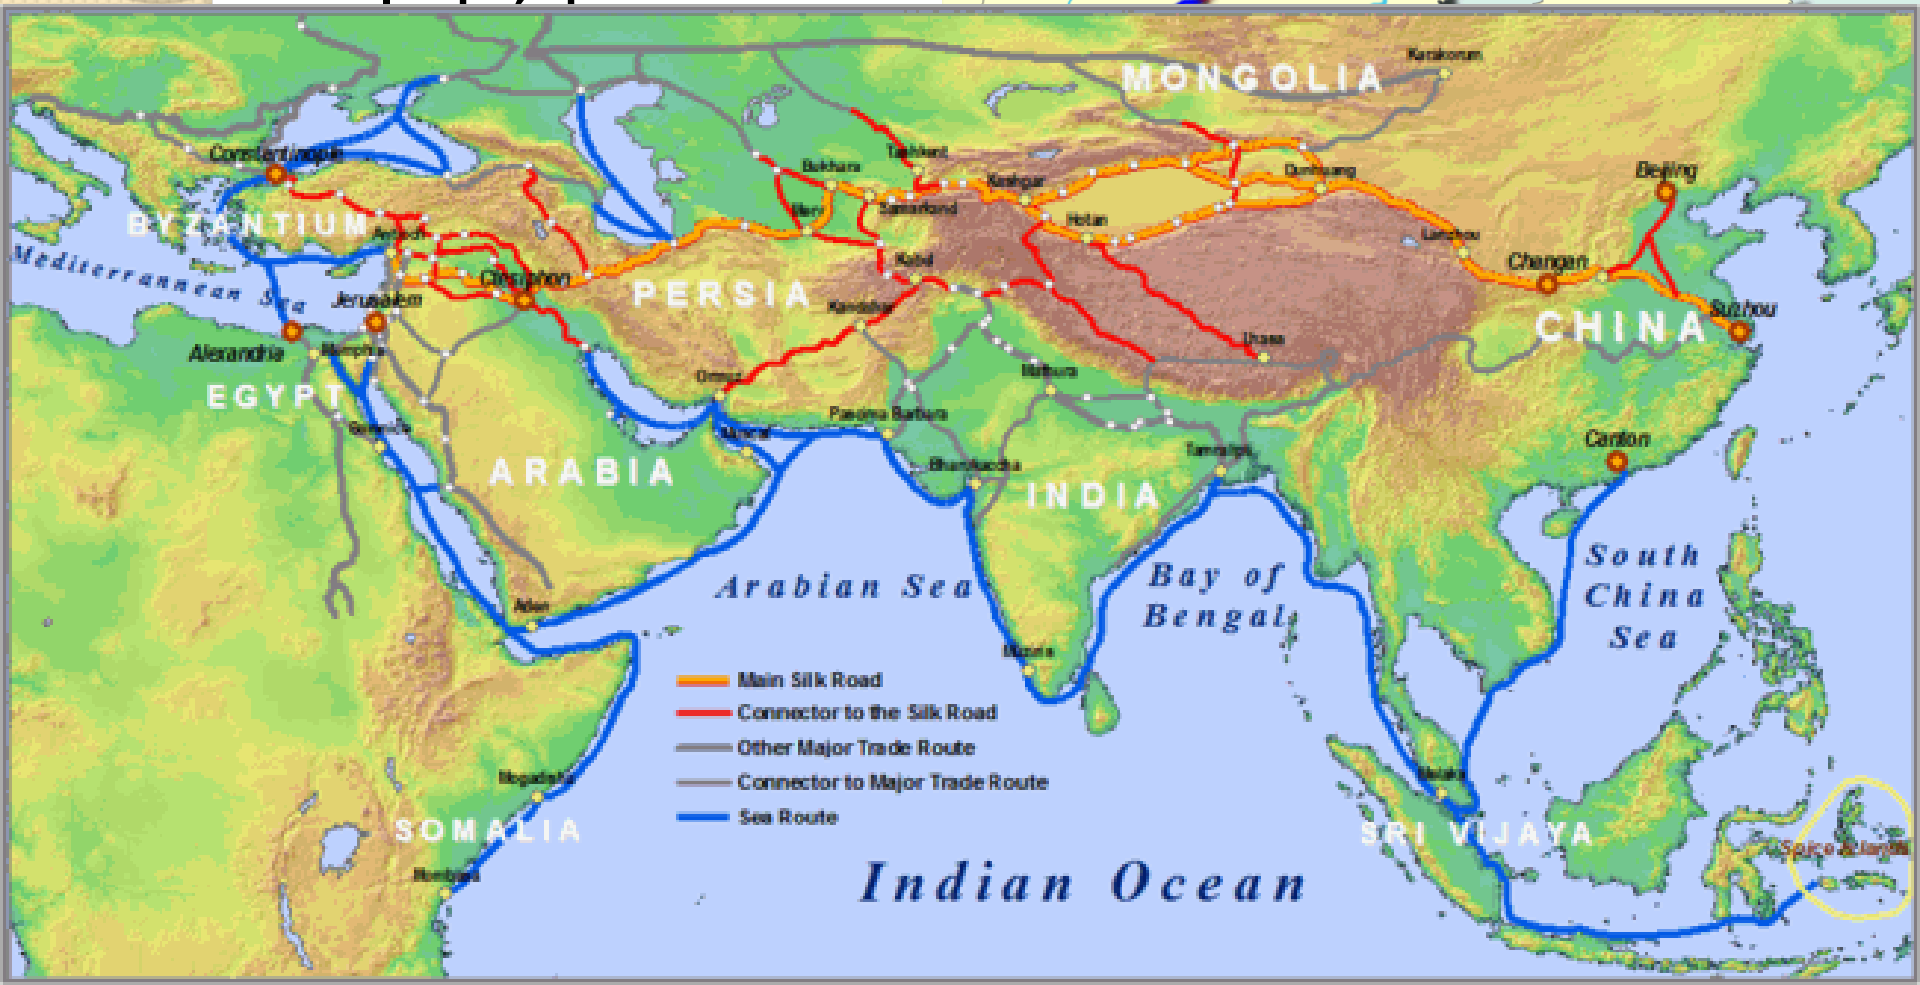 Karakorum
MONGOLIA
Constantinople
Tashkent
Bukhara
Kashgar
Dunhuang
Beijing
Merv
Samarkand
BYZANTIUM
Antioch
Hotan
Lanzhou
Mediterranean Sea
Ctesiphon
Kabul
Changan
PERSIA
Jerusalem
Kandahar
Suzhou
CHINA
Alexandria
Memphis
Lhasa
Ormuz
Mathura
EGYPT
Berenice
Muscat
Canton
Tamralipti
ARABIA
INDIA
South
China
Sea
Arabian Sea
Bay of
Bengal
Aden
Muziris
Main Silk Road
Connector to the Silk Road
Other Major Trade Route
Connector to Major Trade Route
Sea Route
Mogadishu
Malaka
SOMALIA
SRI VIJAYA
Spice Islands
Mombasa
Indian Ocean